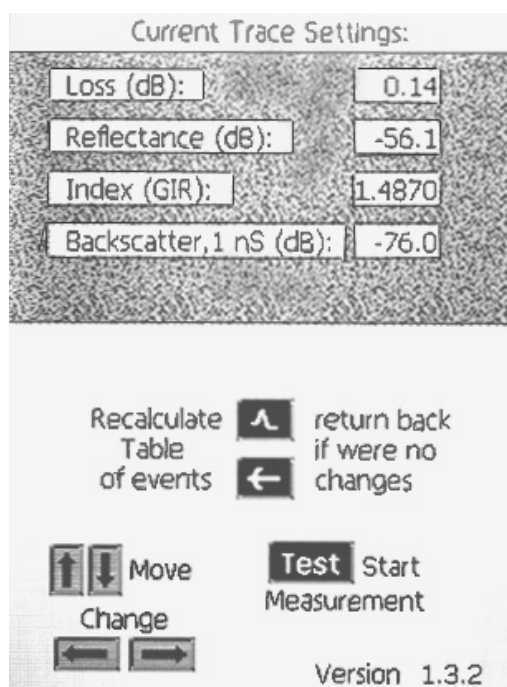 Current Trace Settings:
Loss (dB): 0.14
Reflectance (dB): -56.1
Index (GIR): 1.4870
Backscatter,1 nS (dB): -76.0
Recalculate return back
Table if were no
of events changes
Move Test Start
Change Measurement
Version 1.3.2